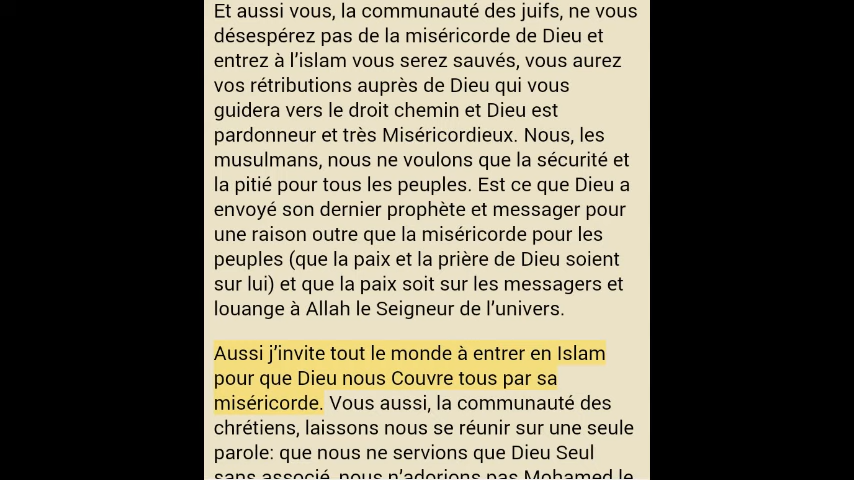 Et aussi vous, la communauté des juifs, ne vous
désespérez pas de la miséricorde de Dieu et
entrez à l'islam vous serez sauvés, vous aurez
vos rétributions auprès de Dieu qui vous
guidera vers le droit chemin et Dieu est
pardonneur et très Miséricordieux. Nous, les
musulmans, nous ne voulons que la sécurité et
la pitié pour tous les peuples. Est ce que Dieu a
envoyé son dernier prophète et messager pour
une raison outre que la miséricorde pour les
peuples (que la paix et la prière de Dieu soient
sur lui) et que la paix soit sur les messagers et
louange à Allah le Seigneur de l'univers.
Aussi j'invite tout le monde à entrer en Islam
pour que Dieu nous Couvre tous par sa
miséricorde. Vous aussi, la communauté des
chrétiens, laissons nous se réunir sur une seule
parole: que nous ne servions que Dieu Seul
sans associé, nous n'adorions pas Mohamed le